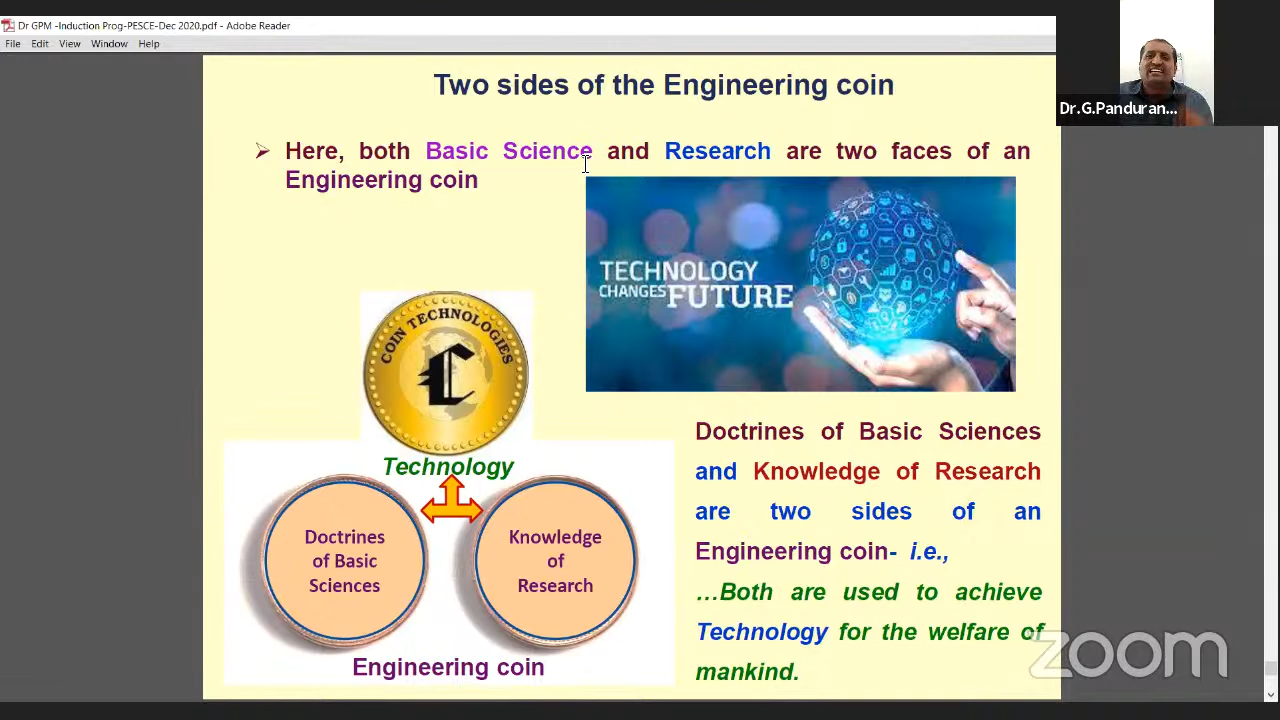 Dr GPM -Induction Prog-PESCE-Dec 2020.pdf - Adobe Reader
File Edit View Window Help
Dr.G.Panduran...
Two sides of the Engineering coin
Here, both Basic Science and Research are two faces of an
Engineering coin
TECHNOLOGY
CHANGES FUTURE
COIN TECHNOLOGIES
Technology
Doctrines
of Basic
Sciences
Knowledge
of
Research
Engineering coin
Doctrines of Basic Sciences
and Knowledge of Research
are two sides of an
Engineering coin- i.e.,
…Both are used to achieve
Technology for the welfare of
mankind.
zoom